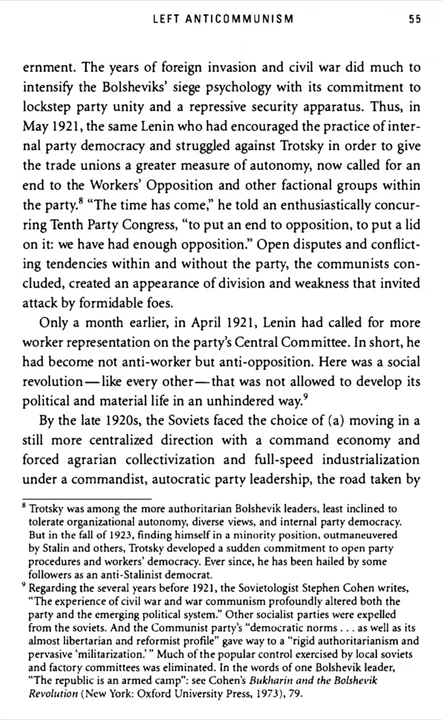 LEFT ANTICOMMUNISM 55
ernment. The years of foreign invasion and civil war did much to
intensify the Bolsheviks' siege psychology with its commitment to
lockstep party unity and a repressive security apparatus. Thus, in
May 1921, the same Lenin who had encouraged the practice of inter-
nal party democracy and struggled against Trotsky in order to give
the trade unions a greater measure of autonomy, now called for an
end to the Workers' Opposition and other factional groups within
the party.⁸ “The time has come,” he told an enthusiastically concur-
ring Tenth Party Congress, “to put an end to opposition, to put a lid
on it: we have had enough opposition.” Open disputes and conflict-
ing tendencies within and without the party, the communists con-
cluded, created an appearance of division and weakness that invited
attack by formidable foes.
Only a month earlier, in April 1921, Lenin had called for more
worker representation on the party's Central Committee. In short, he
had become not anti-worker but anti-opposition. Here was a social
revolution—like every other—that was not allowed to develop its
political and material life in an unhindered way.⁹
By the late 1920s, the Soviets faced the choice of (a) moving in a
still more centralized direction with a command economy and
forced agrarian collectivization and full-speed industrialization
under a commandist, autocratic party leadership, the road taken by
⁸ Trotsky was among the more authoritarian Bolshevik leaders, least inclined to
tolerate organizational autonomy, diverse views, and internal party democracy.
But in the fall of 1923, finding himself in a minority position, outmaneuvered
by Stalin and others, Trotsky developed a sudden commitment to open party
procedures and workers' democracy. Ever since, he has been hailed by some
followers as an anti-Stalinist democrat.
⁹ Regarding the several years before 1921, the Sovietologist Stephen Cohen writes,
“The experience of civil war and war communism profoundly altered both the
party and the emerging political system.” Other socialist parties were expelled
from the soviets. And the Communist party's “democratic norms . . . as well as its
almost libertarian and reformist profile” gave way to a “rigid authoritarianism and
pervasive ‘militarization.’” Much of the popular control exercised by local soviets
and factory committees was eliminated. In the words of one Bolshevik leader,
“The republic is an armed camp”: see Cohen's Bukharin and the Bolshevik
Revolution (New York: Oxford University Press, 1973), 79.